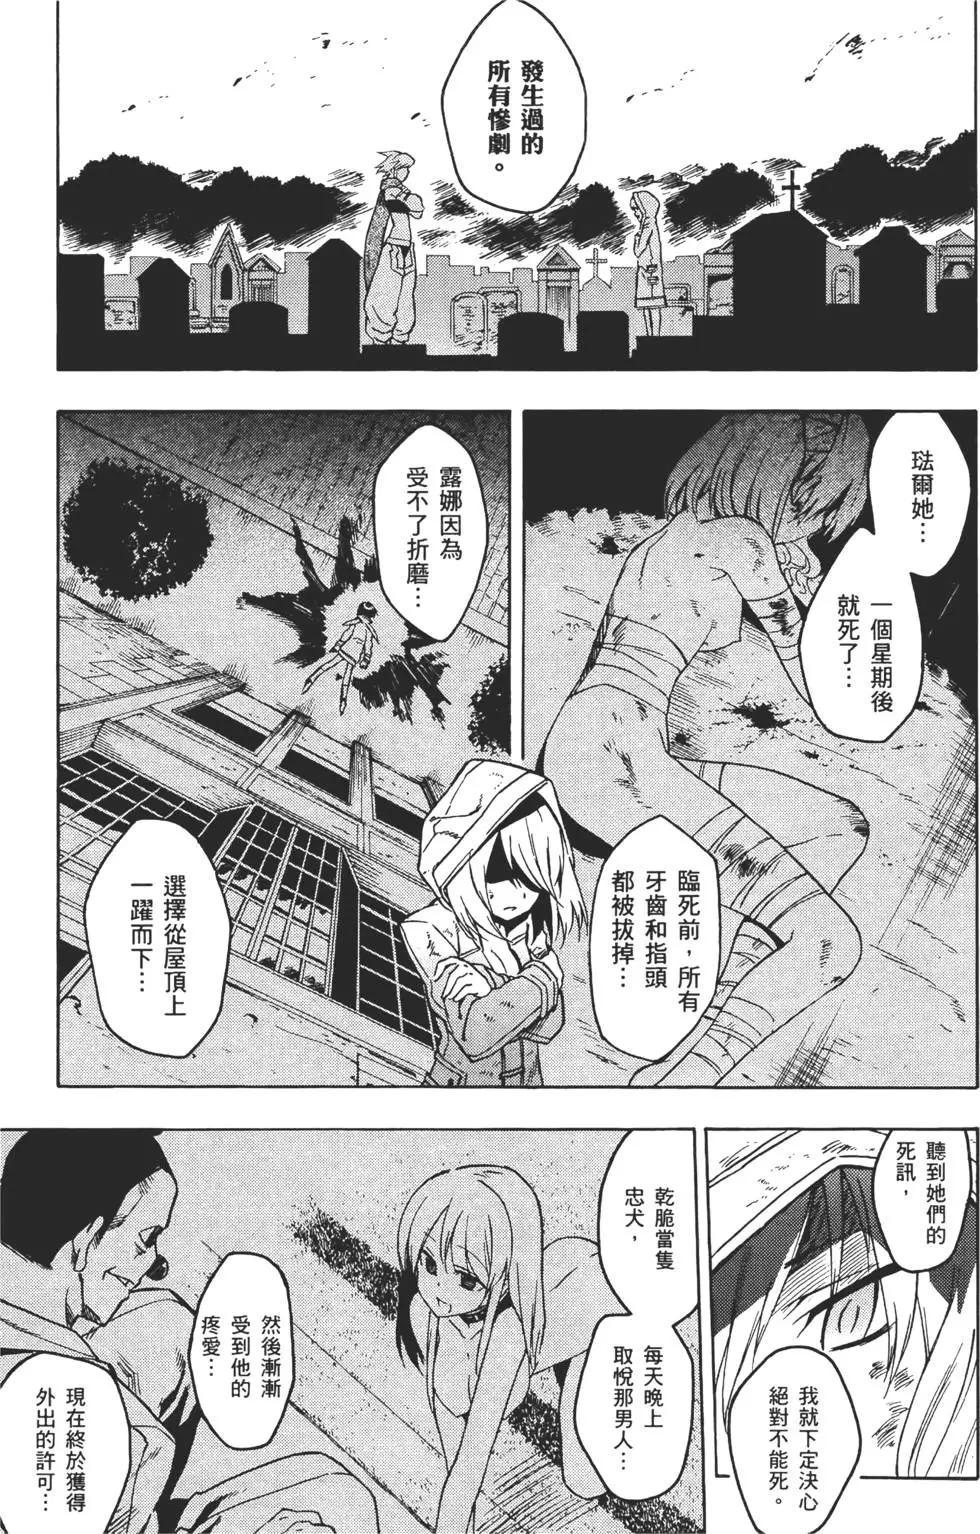 發生過的
所有慘劇。
琺爾她…
一個星期後
就死了…
臨死前，所有
牙齒和指頭
都被拔掉…
露娜因為
受不了折磨…
選擇從屋頂上
一躍而下…
聽到她們的
死訊，
我就下定決心
絕對不能死。
乾脆當隻
忠犬，
每天晚上
取悅那男人…
然後漸漸
受到他的
疼愛…
現在終於獲得
外出的許可…